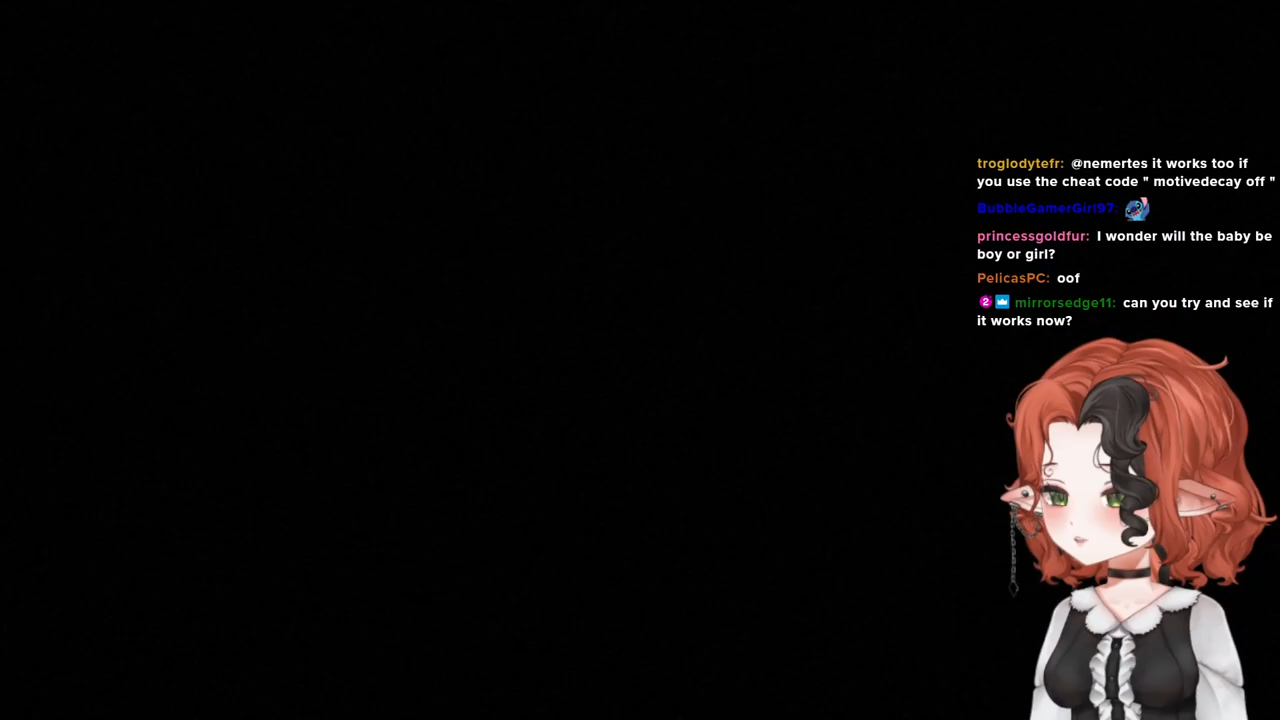 troglodytefr: @nemertes it works too if
you use the cheat code " motivedecay off "
BubbleGamerGirl97:
princessgoldfur: I wonder will the baby be
boy or girl?
PelicasPC: oof
2 mirrorsedge11: can you try and see if
it works now?